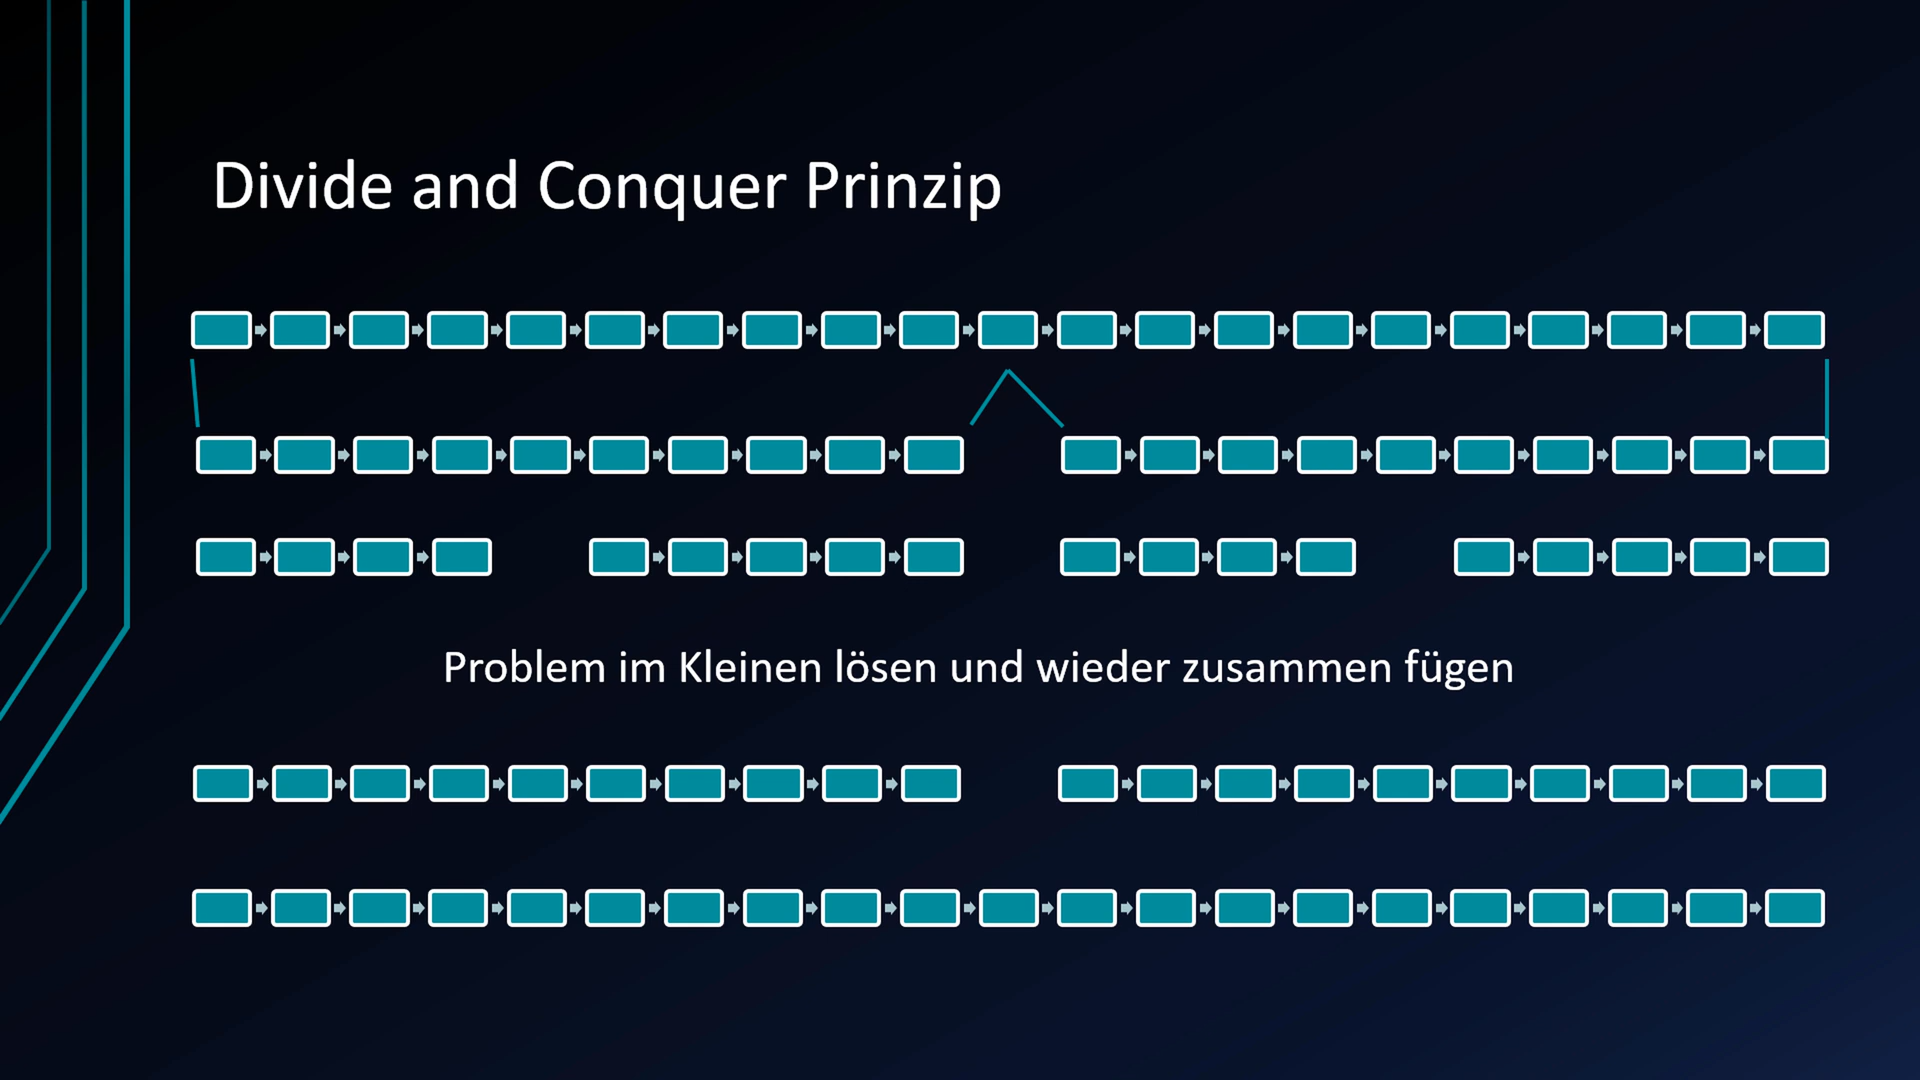 Divide and Conquer Prinzip
Problem im Kleinen lösen und wieder zusammen fügen